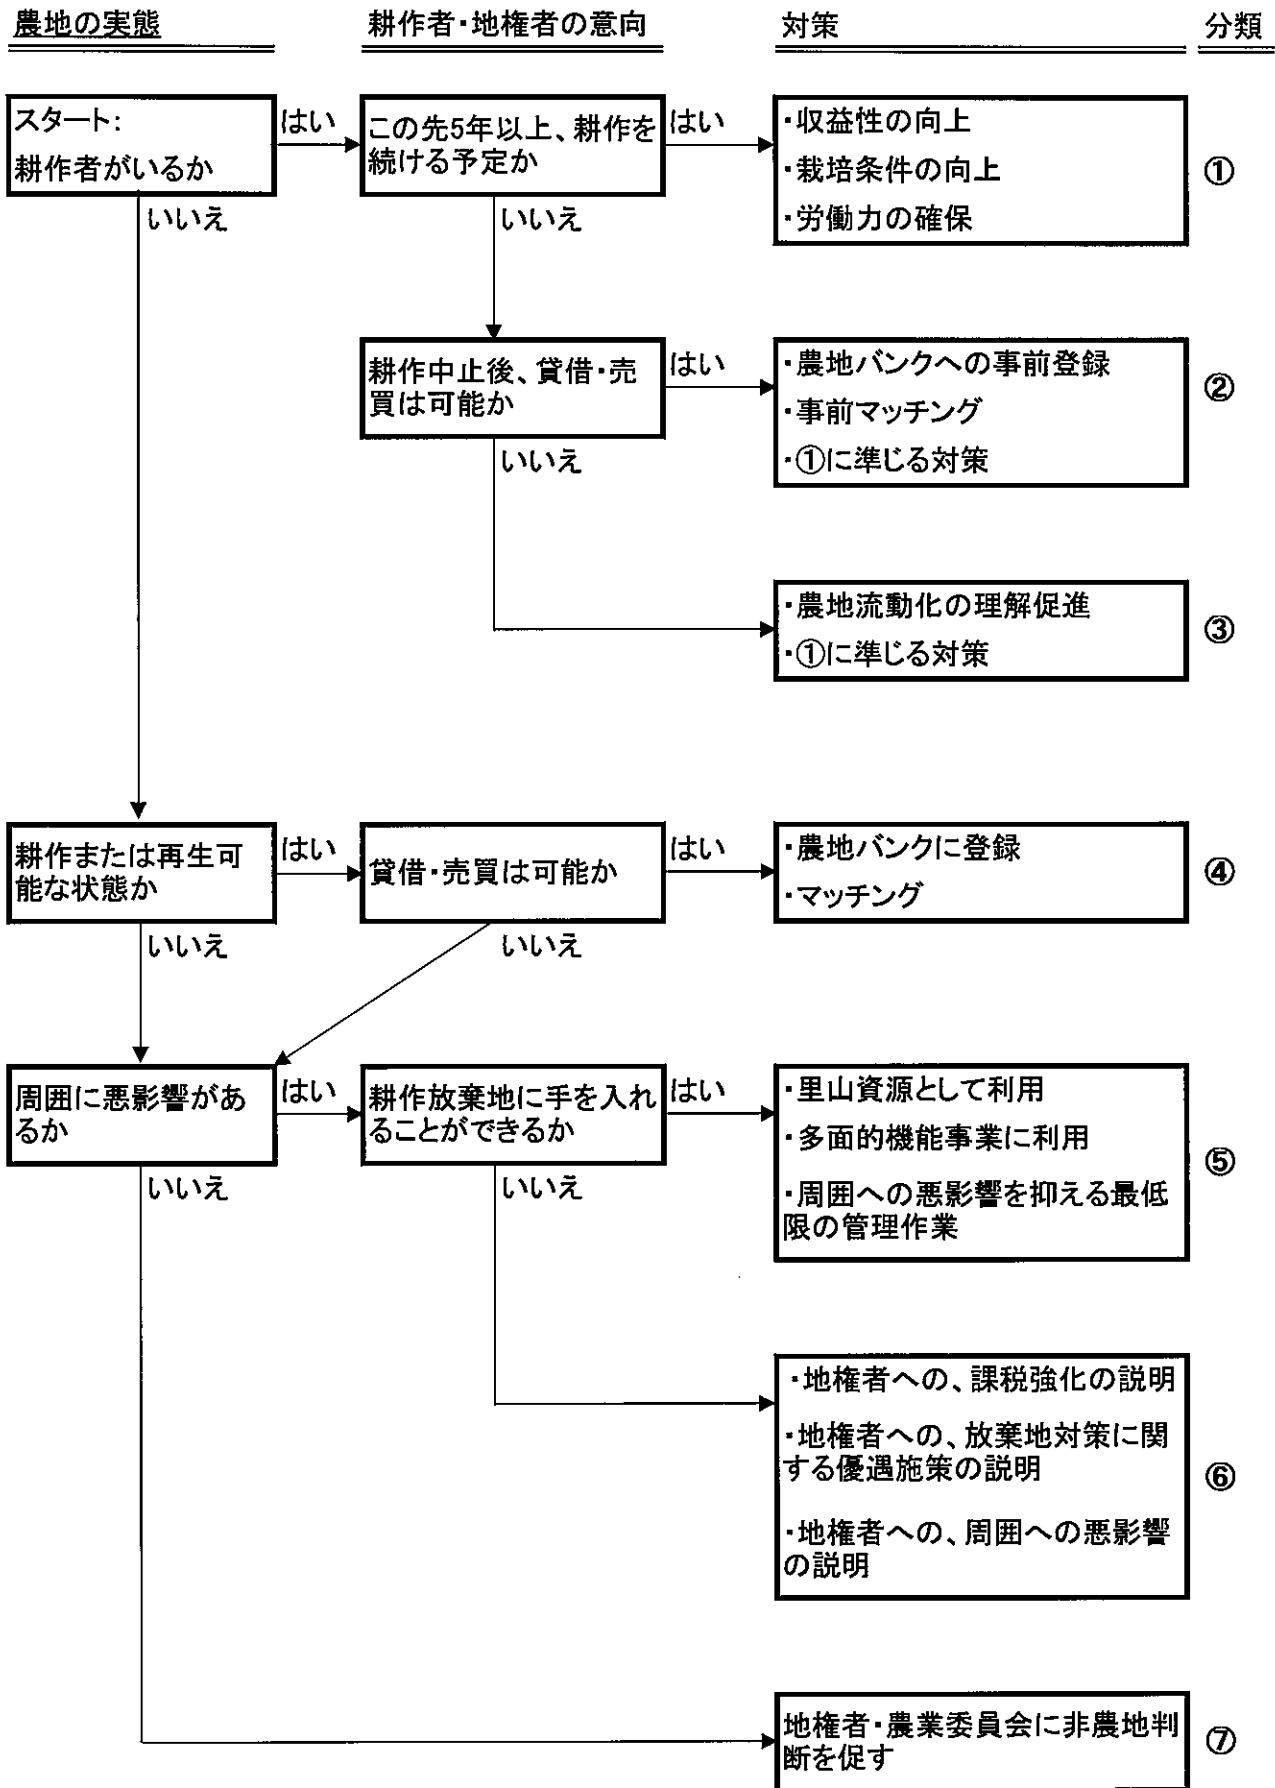 農地の実態
耕作者・地権者の意向
対策
分類
スタート:
耕作者がいるか
はい
いいえ
この先5年以上、耕作を
続ける予定か
はい
いいえ
・収益性の向上
・栽培条件の向上
・労働力の確保
①
耕作中止後、貸借・売
買は可能か
はい
いいえ
・農地バンクへの事前登録
・事前マッチング
・①に準じる対策
②
・農地流動化の理解促進
・①に準じる対策
③
耕作または再生可
能な状態か
はい
いいえ
貸借・売買は可能か
はい
いいえ
・農地バンクに登録
・マッチング
④
周囲に悪影響があ
るか
はい
いいえ
耕作放棄地に手を入れ
ることができるか
はい
いいえ
・里山資源として利用
・多面的機能事業に利用
・周囲への悪影響を抑える最低
限の管理作業
⑤
・地権者への、課税強化の説明
・地権者への、放棄地対策に関
する優遇施策の説明
・地権者への、周囲への悪影響
の説明
⑥
地権者・農業委員会に非農地判
断を促す
⑦